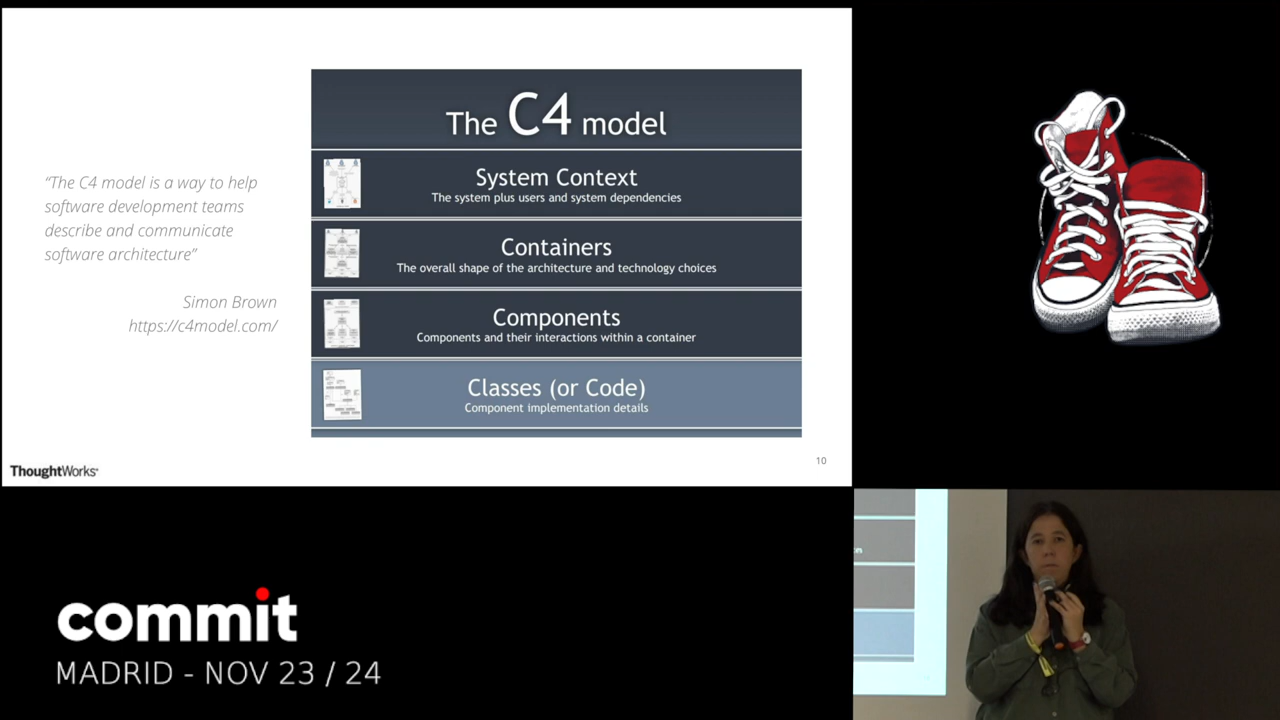 “The C4 model is a way to help
software development teams
describe and communicate
software architecture”
Simon Brown
https://c4model.com/
The C4 model
System Context
The system plus users and system dependencies
Containers
The overall shape of the architecture and technology choices
Components
Components and their interactions within a container
Classes (or Code)
Component implementation details
ThoughtWorks®
10
commit
MADRID - NOV 23 / 24